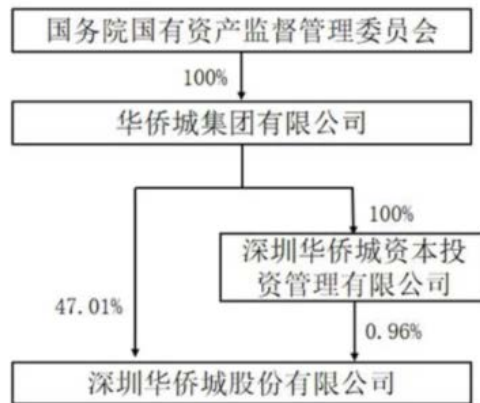 国务院国有资产监督管理委员会
100%
华侨城集团有限公司
100%
深圳华侨城资本投
资管理有限公司
47.01%
0.96%
深圳华侨城股份有限公司